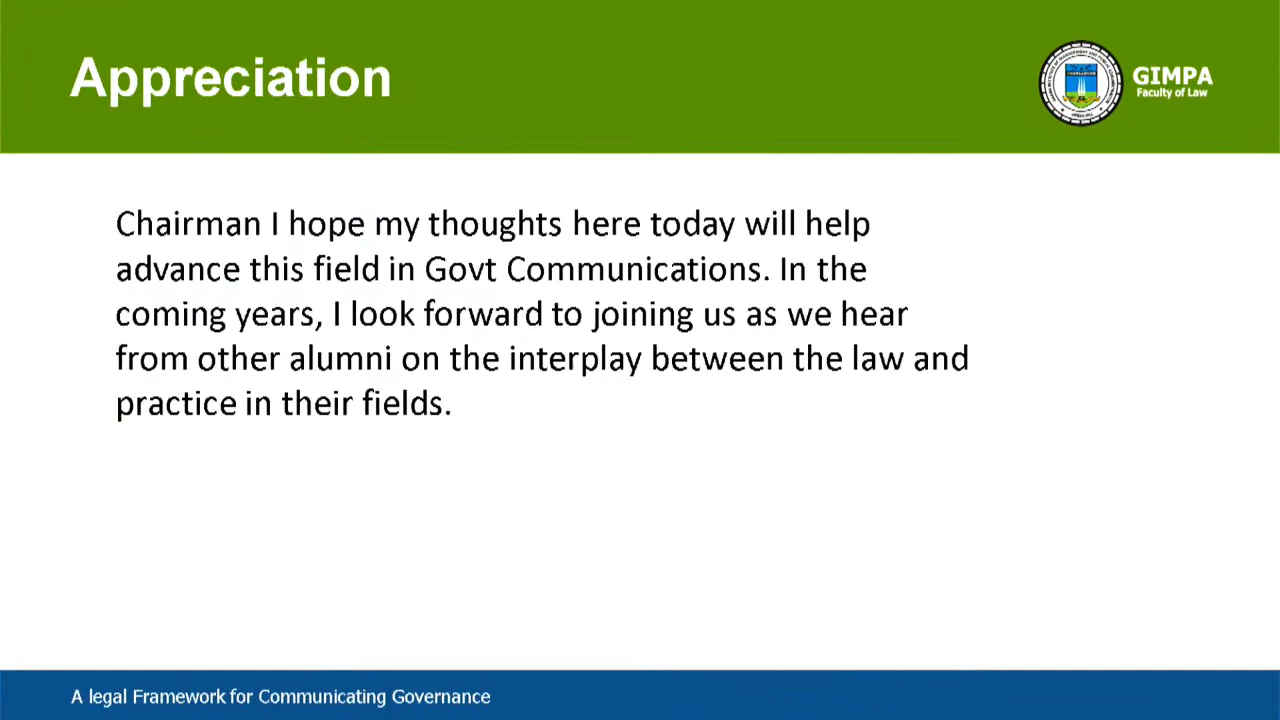 Appreciation
GIMPA
Faculty of Law
Chairman I hope my thoughts here today will help
advance this field in Govt Communications. In the
coming years, I look forward to joining us as we hear
from other alumni on the interplay between the law and
practice in their fields.
A legal Framework for Communicating Governance